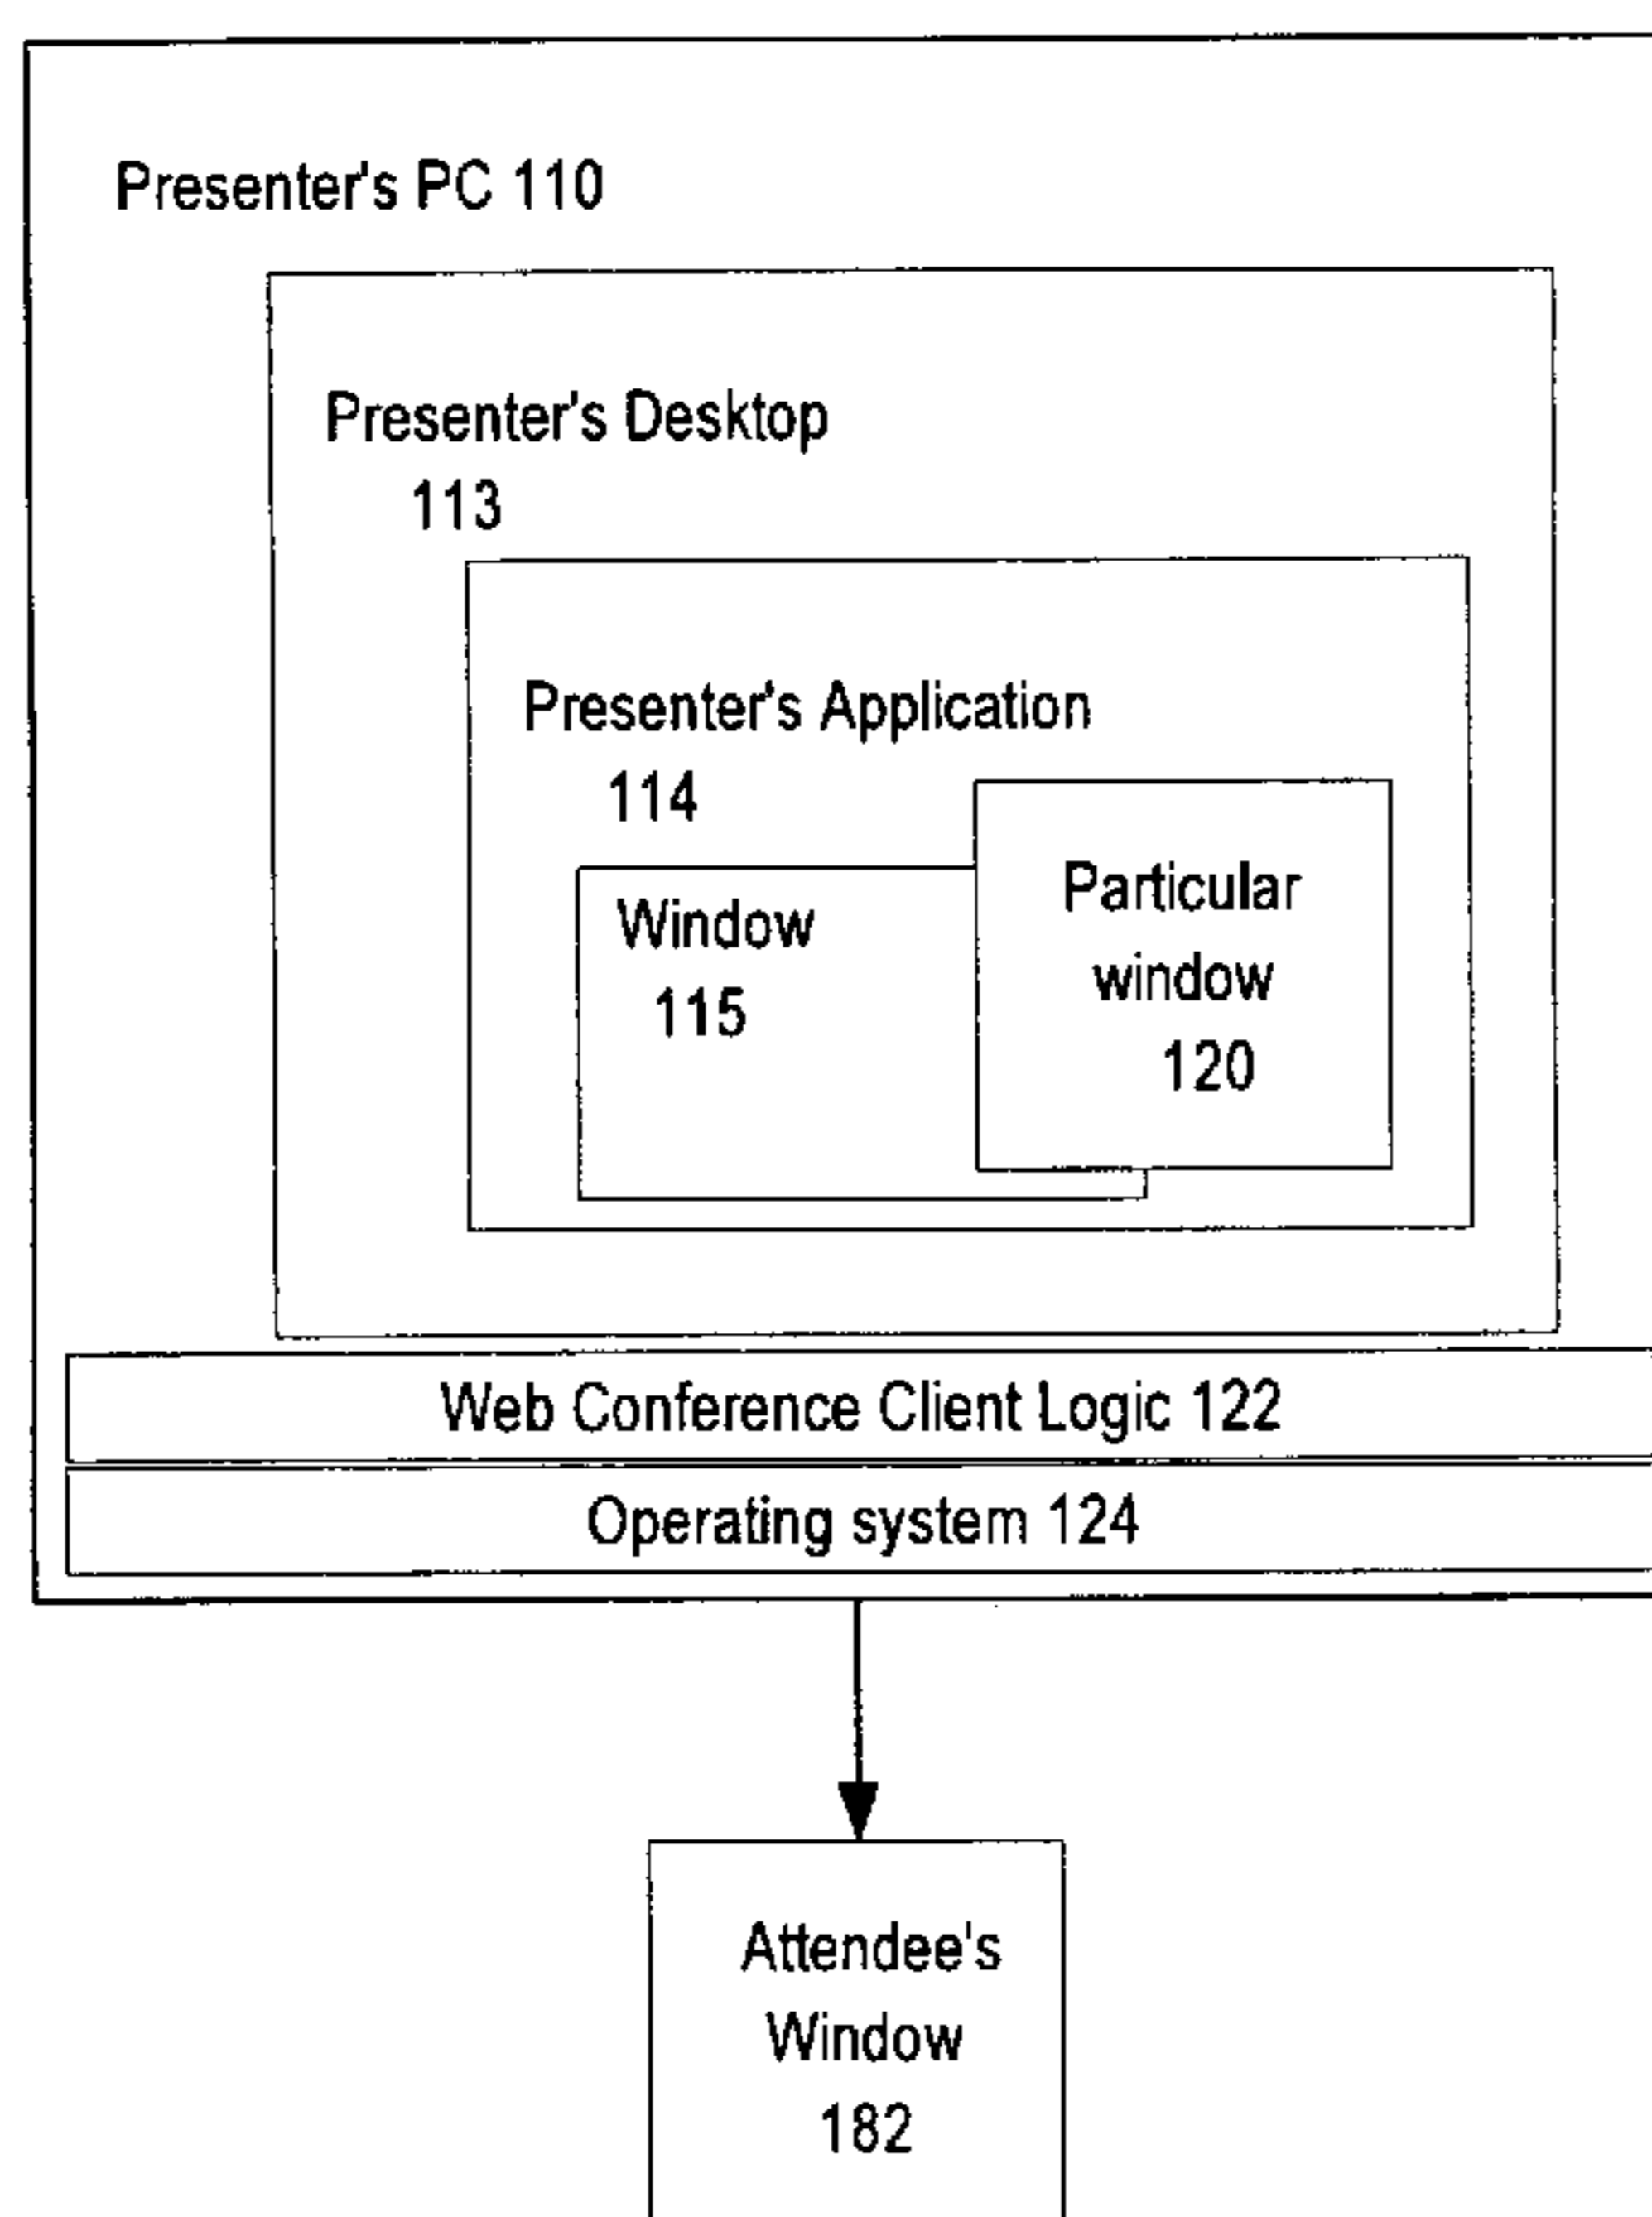 Presenter's PC 110
Presenter's Desktop
113
Presenter's Application
114
Window
115
Particular
window
120
Web Conference Client Logic 122
Operating system 124
Attendee's
Window
182